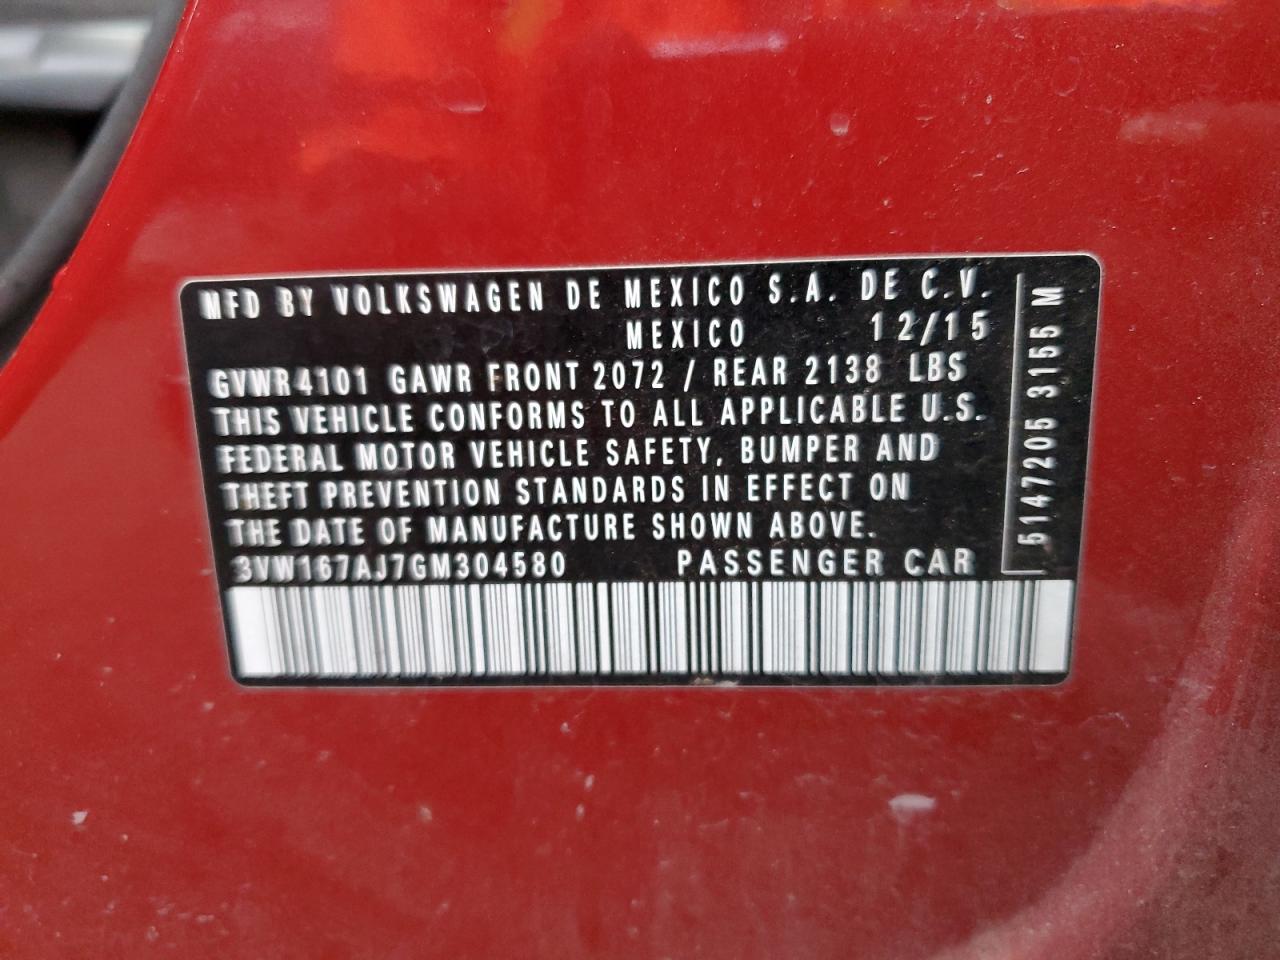 MFD BY VOLKSWAGEN DE MEXICO S.A. DE C.V.
MEXICO 12/15
GVWR4101 GAWR FRONT 2072 / REAR 2138 LBS
THIS VEHICLE CONFORMS TO ALL APPLICABLE U.S.
FEDERAL MOTOR VEHICLE SAFETY, BUMPER AND
THEFT PREVENTION STANDARDS IN EFFECT ON
THE DATE OF MANUFACTURE SHOWN ABOVE.
3VW167AJ7GM304580 PASSENGER CAR
5147205 3155 M